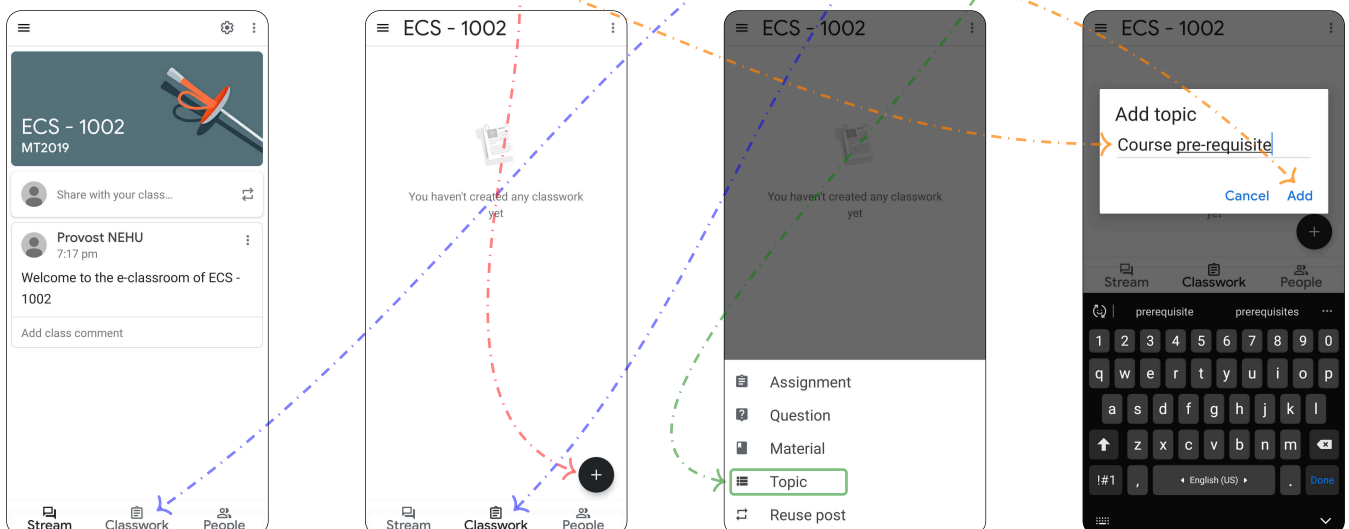 ECS - 1002
MT2019
Share with your class...
Provost NEHU
7:17 pm
Welcome to the e-classroom of ECS -
1002
Add class comment
Stream Classwork People
ECS - 1002
You haven't created any classwork
yet
+
Stream Classwork People
ECS - 1002
You haven't created any classwork
yet
Assignment
Question
Material
Topic
Reuse post
ECS - 1002
Add topic
Course pre-requisite
Cancel Add
yet
+
Stream Classwork People
prerequisite prerequisites ...
1 2 3 4 5 6 7 8 9 0
q w e r t y u i o p
a s d f g h j k l
z x c v b n m
!#1 , English (US) . Done